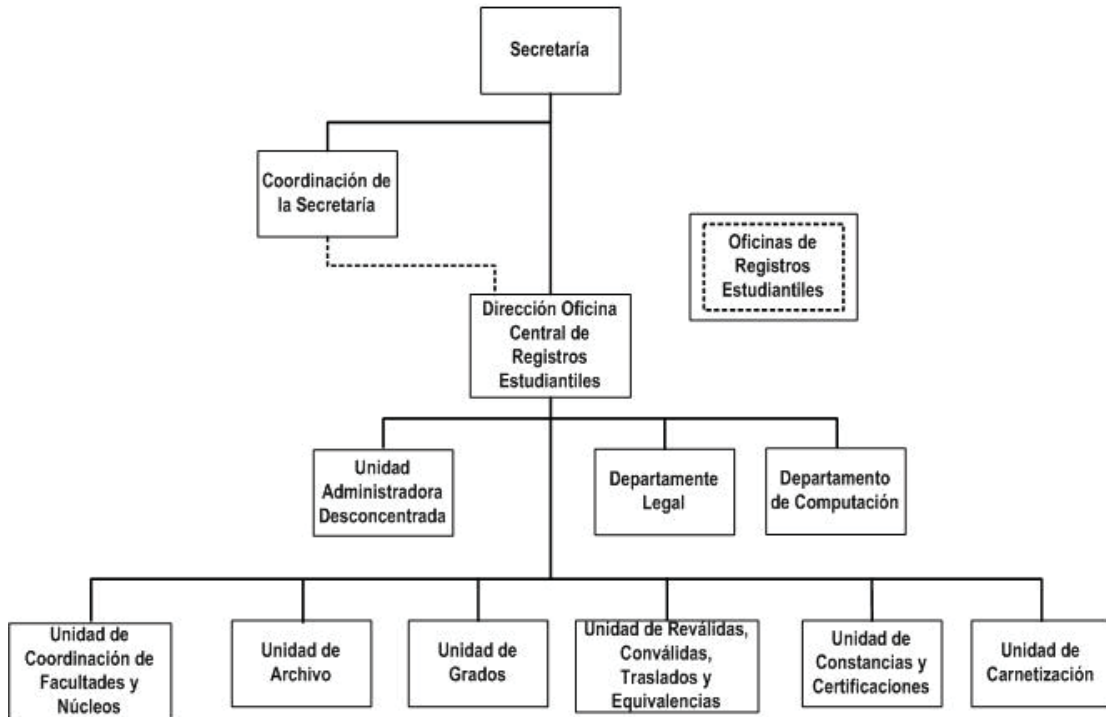 Secretaría
Coordinación de
la Secretaría
Oficinas de
Registros
Estudiantiles
Dirección Oficina
Central de
Registros
Estudiantiles
Unidad
Administradora
Desconcentrada
Departamente
Legal
Departamento
de Computación
Unidad de
Coordinación de
Facultades y
Núcleos
Unidad de
Archivo
Unidad de
Grados
Unidad de Reválidas,
Conválidas,
Traslados y
Equivalencias
Unidad de
Constancias y
Certificaciones
Unidad de
Carnetización